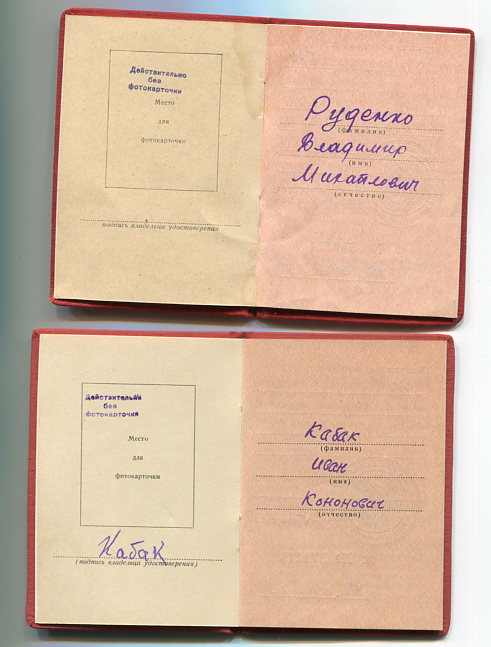 Действительно
без
фотокарточки
Место
для
фотокарточки
подпись владельца удостоверения
Руденко
(фамилия)
Владимир
(имя)
Михайлович
(отчество)
Действительно
без
фотокарточки
Место
для
фотокарточки
Кабак
(подпись владельца удостоверения)
Кабак
(фамилия)
Иван
(имя)
Кононович
(отчество)